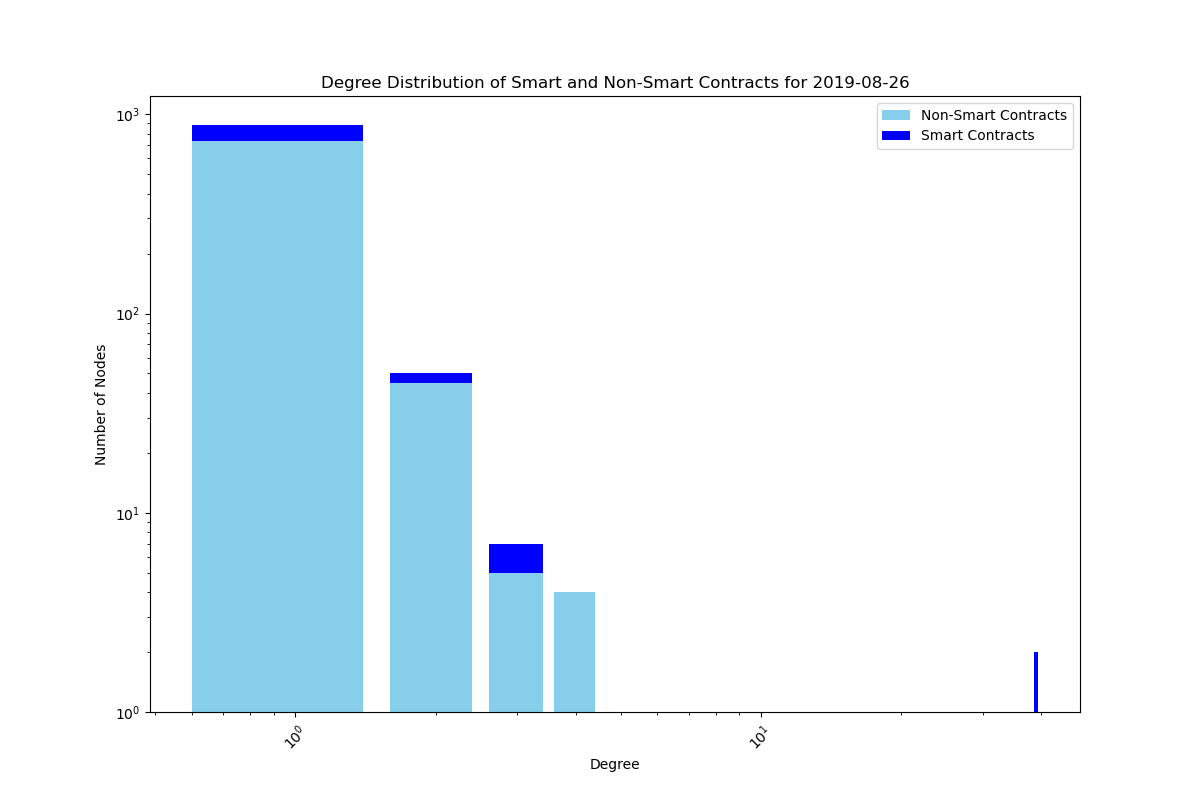 Degree Distribution of Smart and Non-Smart Contracts for 2019-08-26
Non-Smart Contracts
Smart Contracts
Number of Nodes
10³
10²
10¹
10⁰
10⁰ 10¹
Degree